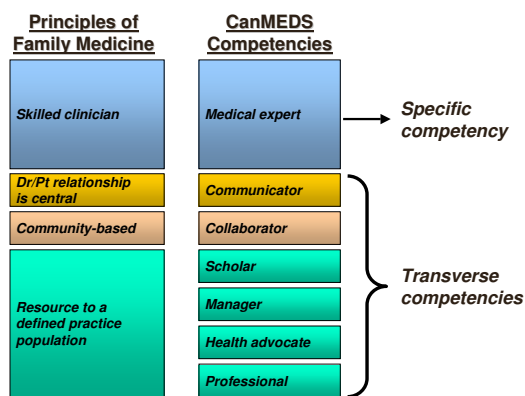 Principles of
Family Medicine
CanMEDS
Competencies
Skilled clinician
Medical expert
Specific
competency
Dr/Pt relationship
is central
Communicator
Community-based
Collaborator
Resource to a
defined practice
population
Scholar
Manager
Health advocate
Professional
Transverse
competencies